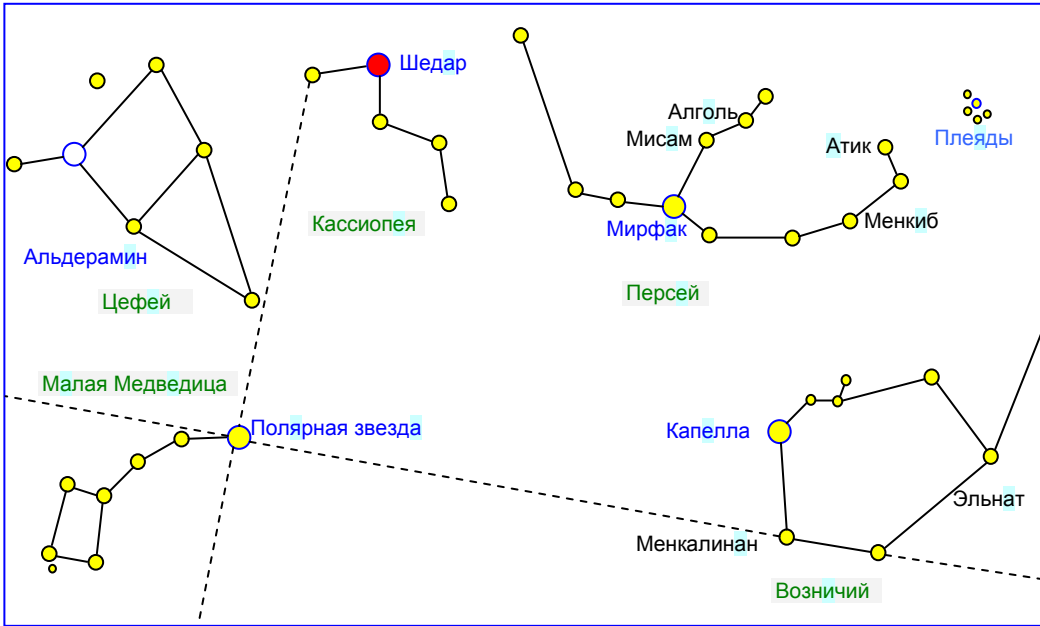 Шедар
Алголь
Мисам
Атик
Плеяды
Кассиопея
Мирфак
Менкиб
Альдерамин
Цефей
Персей
Малая Медведица
Полярная звезда
Капелла
Эльнат
Менкалинан
Возничий